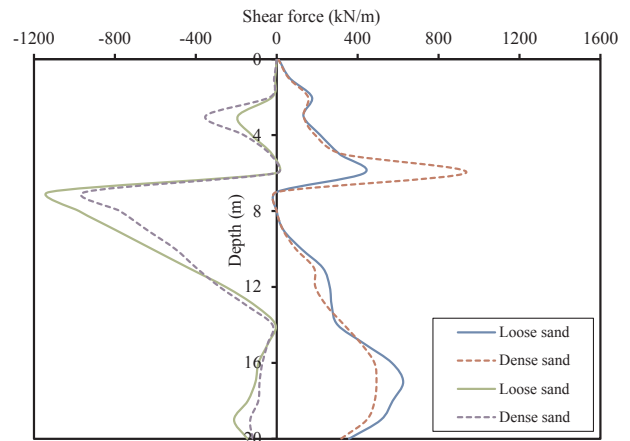 Shear force (kN/m)
-1200 -800 -400 0 400 800 1200 1600
0
4
8
12
16
20
Depth (m)
Loose sand
Dense sand
Loose sand
Dense sand